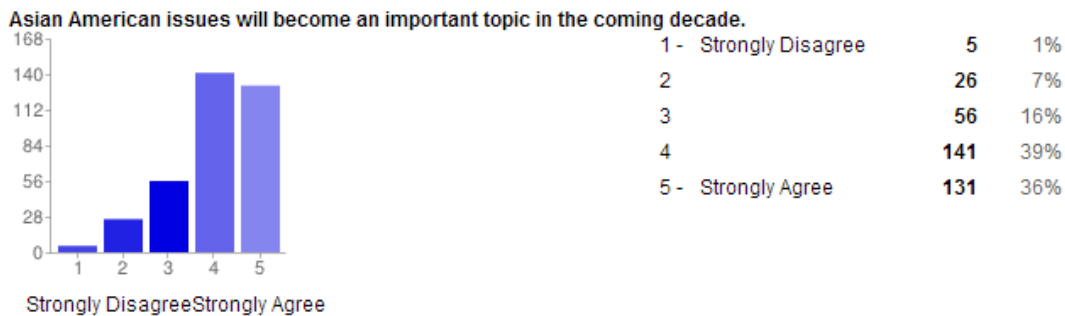 Asian American issues will become an important topic in the coming decade.
168
140
112
84
56
28
0
1 2 3 4 5
Strongly DisagreeStrongly Agree
1 - Strongly Disagree 5 1%
2 26 7%
3 56 16%
4 141 39%
5 - Strongly Agree 131 36%